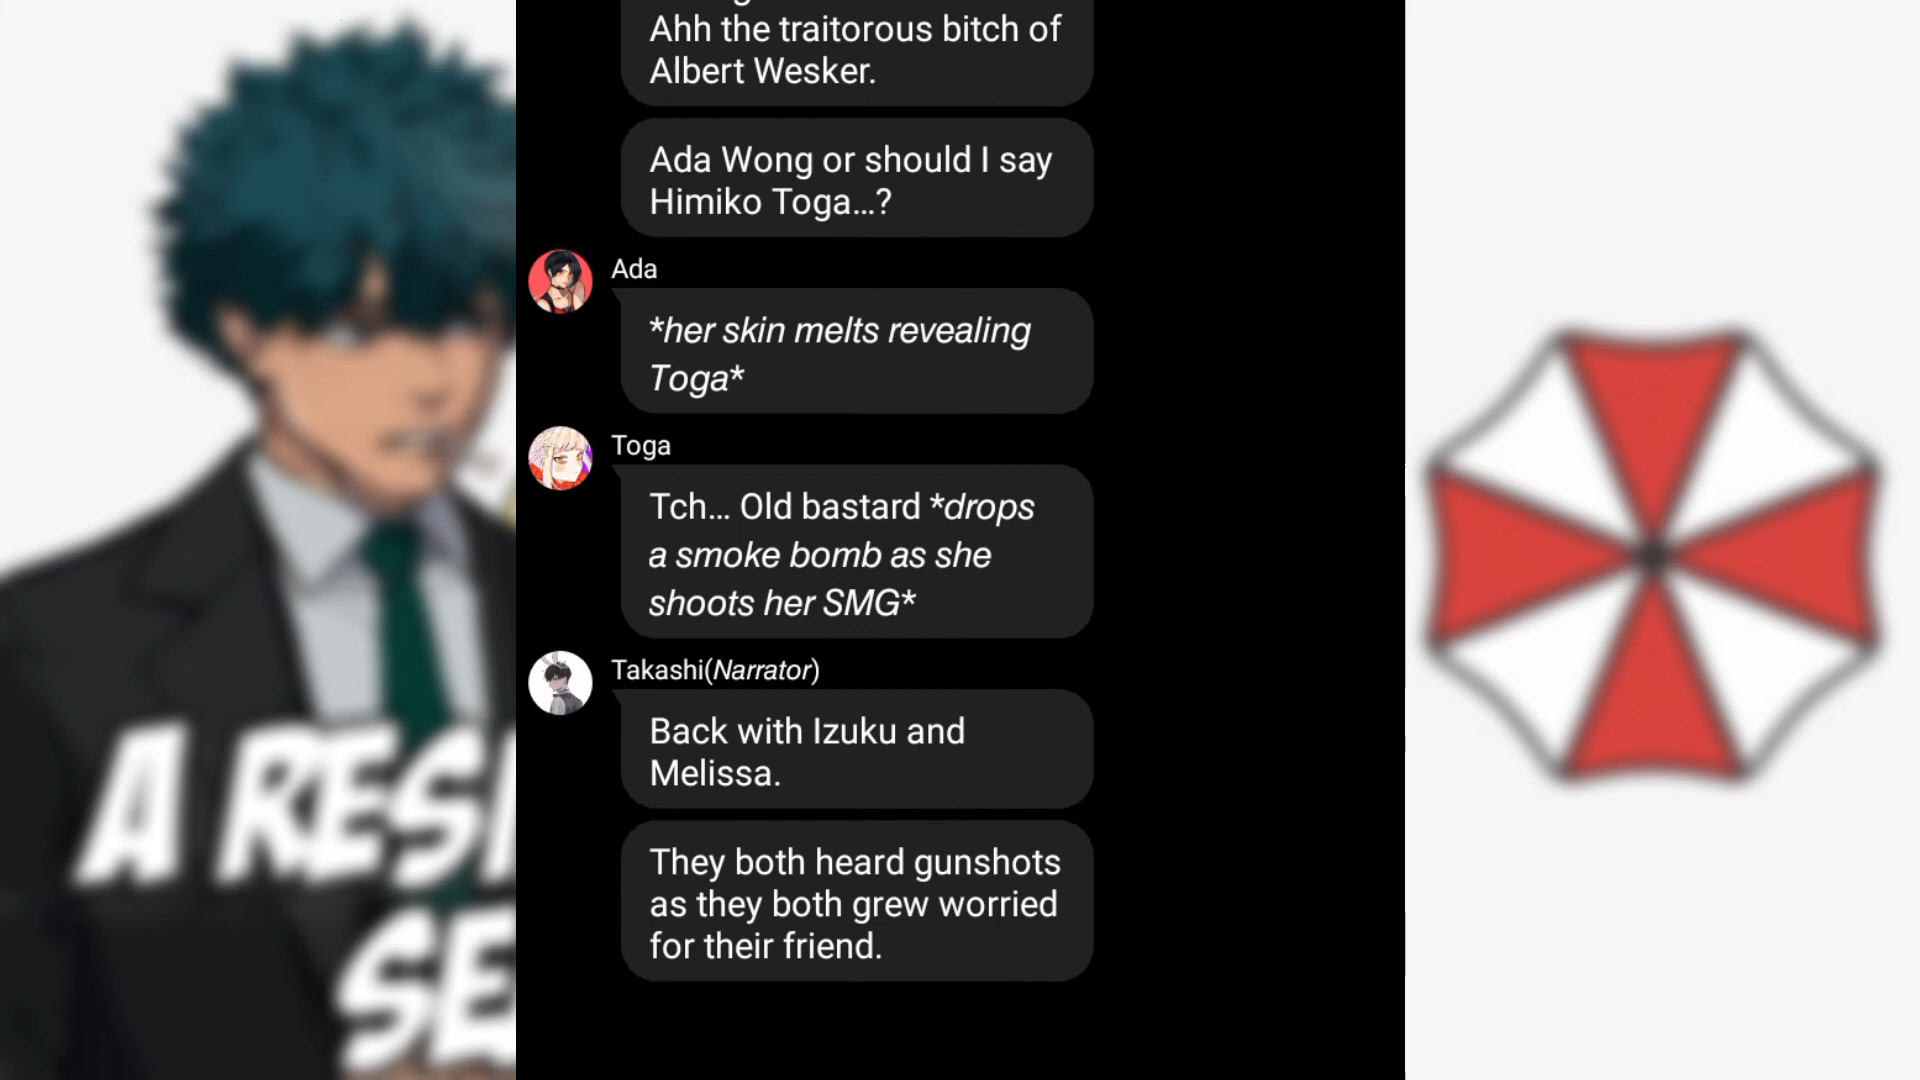 Ahh the traitorous bitch of
Albert Wesker.
Ada Wong or should I say
Himiko Toga...?
Ada
*her skin melts revealing
Toga*
Toga
Tch... Old bastard *drops
a smoke bomb as she
shoots her SMG*
Takashi(Narrator)
Back with Izuku and
Melissa.
They both heard gunshots
as they both grew worried
for their friend.
A RESI
SE